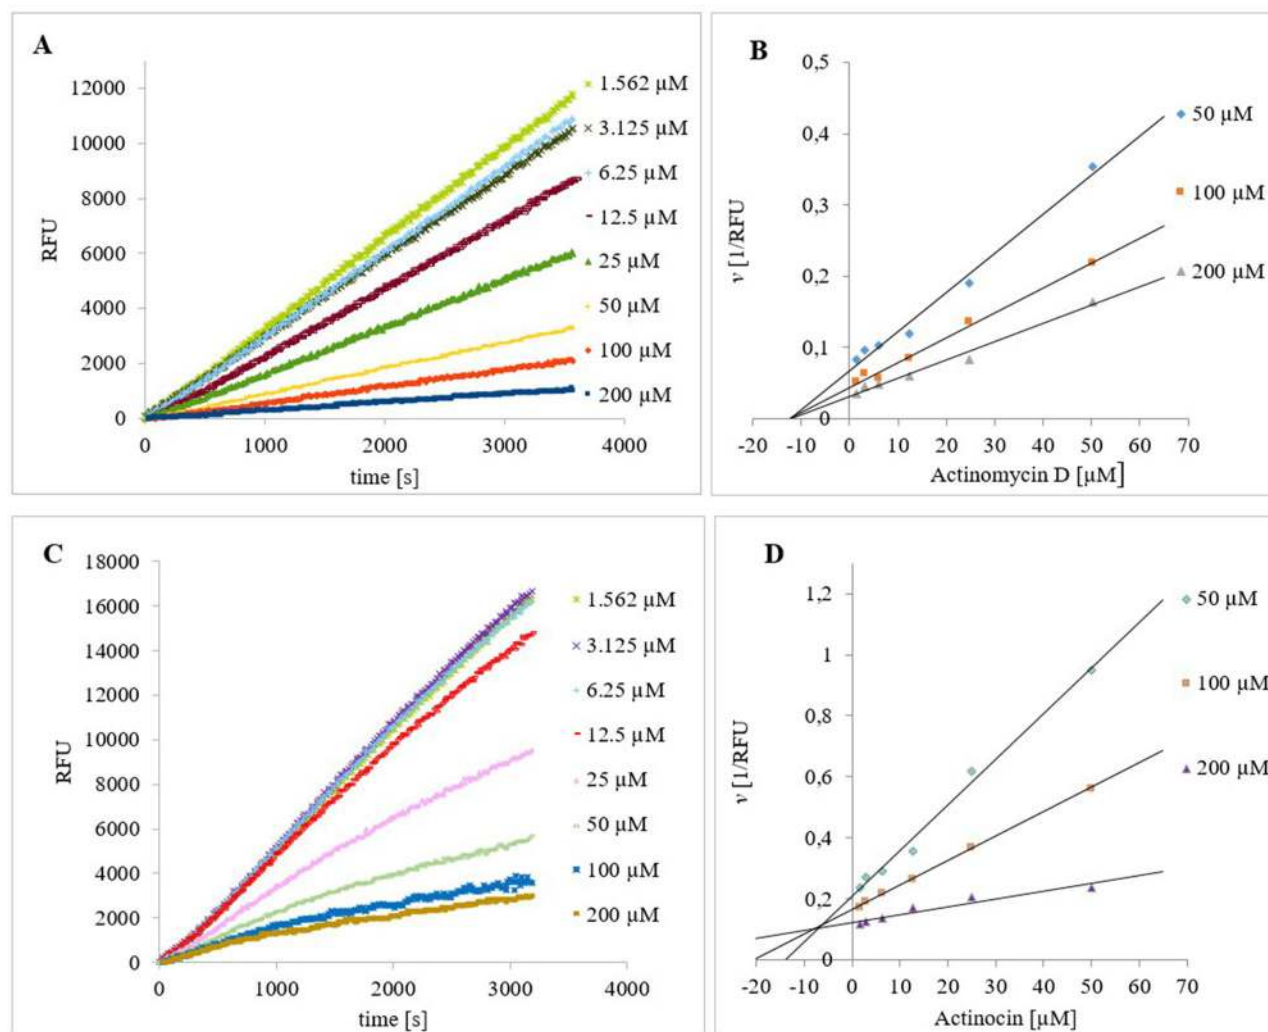 A
12000
10000
8000
6000
4000
2000
0
0 1000 2000 3000 4000
RFU
time [s]
1.562 µM
3.125 µM
6.25 µM
12.5 µM
25 µM
50 µM
100 µM
200 µM
B
0,5
0,4
0,3
0,2
0,1
0
-20 -10 0 10 20 30 40 50 60 70
v [1/RFU]
Actinomycin D [µM]
50 µM
100 µM
200 µM
C
18000
16000
14000
12000
10000
8000
6000
4000
2000
0
0 1000 2000 3000 4000
RFU
time [s]
1.562 µM
3.125 µM
6.25 µM
12.5 µM
25 µM
50 µM
100 µM
200 µM
D
1,2
1
0,8
0,6
0,4
0,2
0
-20 -10 0 10 20 30 40 50 60 70
v [1/RFU]
Actinocin [µM]
50 µM
100 µM
200 µM